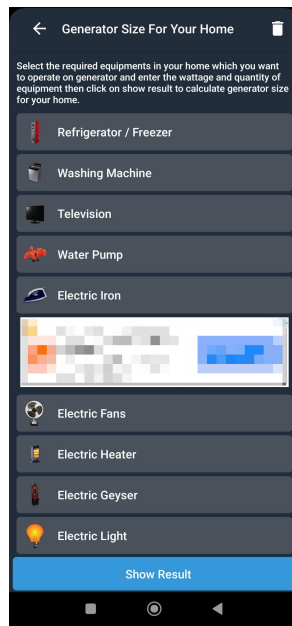 Generator Size For Your Home
Select the required equipments in your home which you want
to operate on generator and enter the wattage and quantity of
equipment then click on show result to calculate generator size
for your home.
Refrigerator / Freezer
Washing Machine
Television
Water Pump
Electric Iron
Electric Fans
Electric Heater
Electric Geyser
Electric Light
Show Result